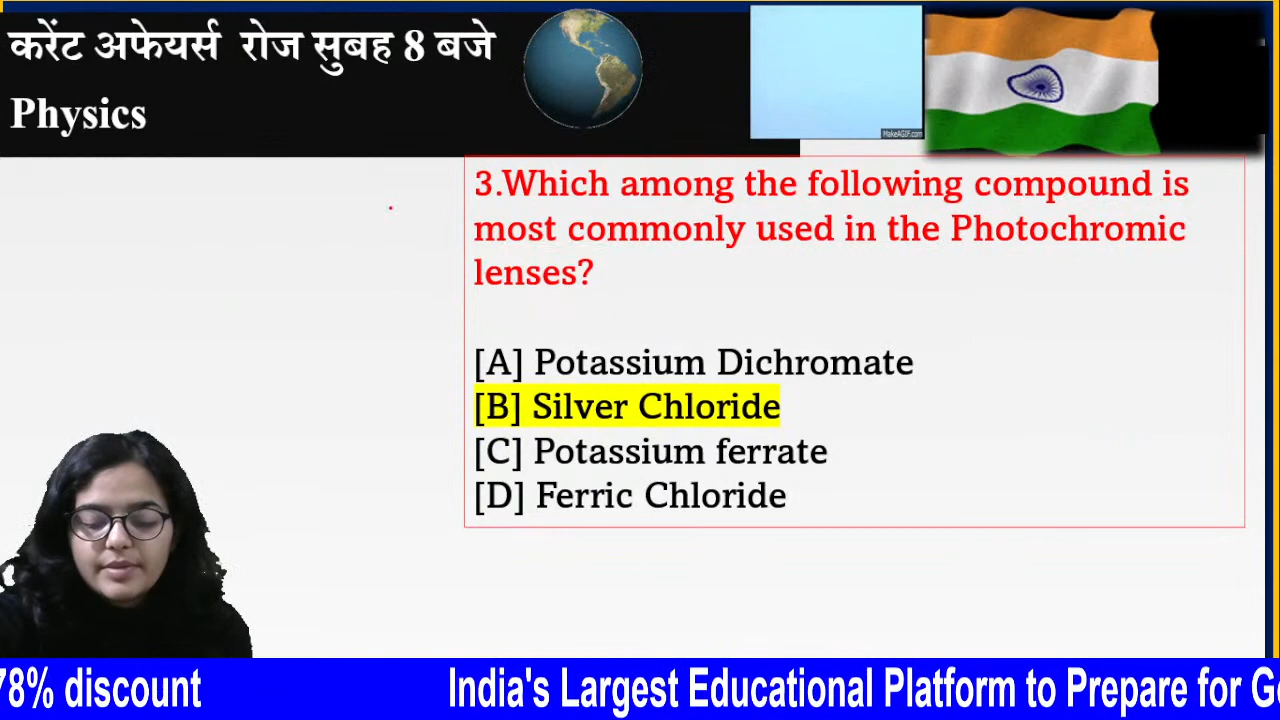 करेंट अफेयर्स रोज सुबह 8 बजे
Physics
MakeAGIF.com
3.Which among the following compound is
most commonly used in the Photochromic
lenses?
[A] Potassium Dichromate
[B] Silver Chloride
[C] Potassium ferrate
[D] Ferric Chloride
78% discount India's Largest Educational Platform to Prepare for G